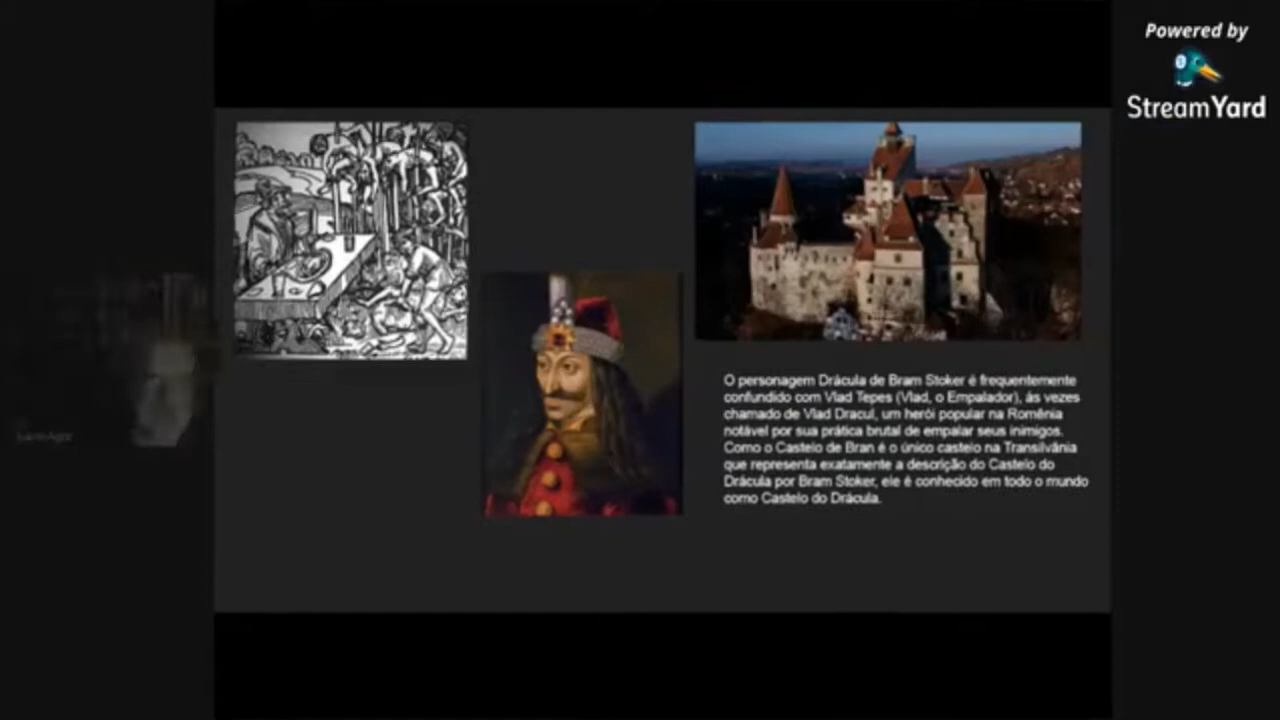 Powered by
StreamYard
O personagem Drácula de Bram Stoker é frequentemente
confundido com Vlad Tepes (Vlad, o Empalador), às vezes
chamado de Vlad Dracul, um herói popular na Romênia
notável por sua prática brutal de empalar seus inimigos.
Como o Castelo de Bran é o único castelo na Transilvânia
que representa exatamente a descrição do Castelo do
Drácula por Bram Stoker, ele é conhecido em todo o mundo
como Castelo do Drácula.